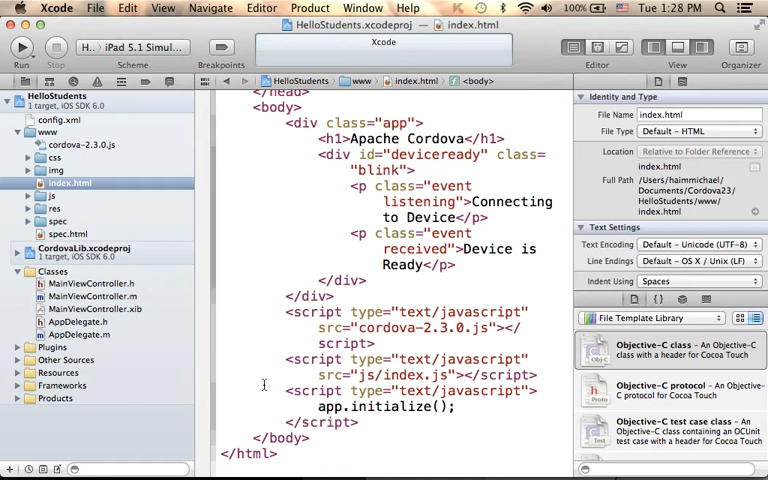 Xcode File Edit View Navigate Editor Product Window Help 100% Tue 1:28 PM
HelloStudents.xcodeproj — index.html
Run Stop
H.. iPad 5.1 Simul...
Scheme
Breakpoints
Xcode
Editor
View
Organizer
HelloStudents www index.html <body>
HelloStudents
1 target, iOS SDK 6.0
config.xml
www
cordova-2.3.0.js
css
img
index.html
js
res
spec
spec.html
CordovaLib.xcodeproj
1 target, iOS SDK 6.0
Classes
MainViewController.h
MainViewController.m
MainViewController.xib
AppDelegate.h
AppDelegate.m
Plugins
Other Sources
Resources
Frameworks
Products
</head>
<body>
<div class="app">
<h1>Apache Cordova</h1>
<div id="deviceready" class=
"blink">
<p class="event
listening">Connecting
to Device</p>
<p class="event
received">Device is
Ready</p>
</div>
</div>
<script type="text/javascript"
src="cordova-2.3.0.js"></
script>
<script type="text/javascript"
src="js/index.js"></script>
<script type="text/javascript">
app.initialize();
</script>
</body>
</html>
Identity and Type
File Name index.html
File Type Default - HTML
Location Relative to Folder Reference
index.html
Full Path /Users/haimmichael/
Documents/Cordova23/
HelloStudents/www/
index.html
Text Settings
Text Encoding Default - Unicode (UTF-8)
Line Endings Default - OS X / Unix (LF)
Indent Using Spaces
File Template Library
Objective-C class - An Objective-
C class with a header for Cocoa Touch
Obj-C
Objective-C protocol - An Objective-
C protocol for Cocoa Touch
Proto
Objective-C test case class - An
Objective-C class containing an OCUnit
test case with a header for Cocoa Touch
Test